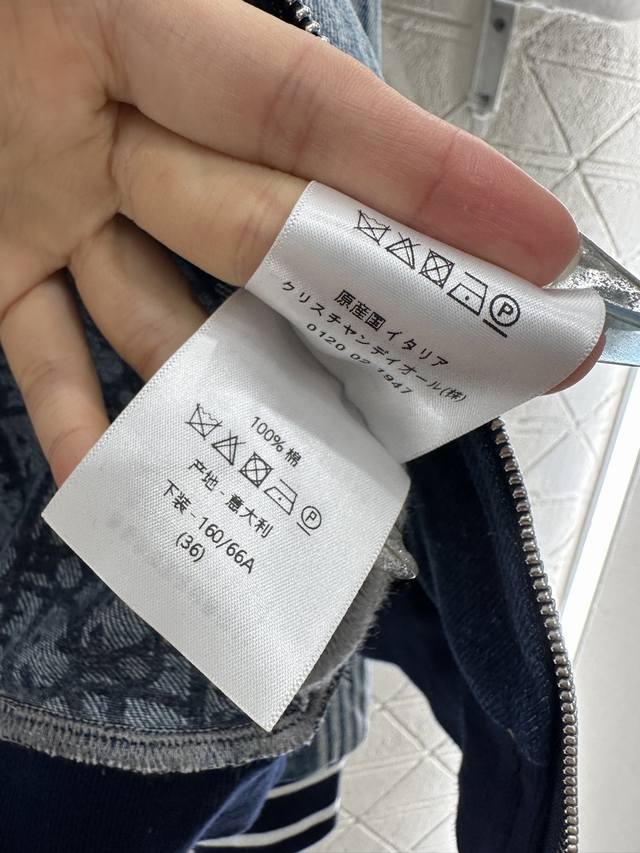 P
原産国 イタリア
クリスチャンディオール(株)
0120 02 1947
100% 棉
P
产地 - 意大利
下装 - 160/66A
(36)